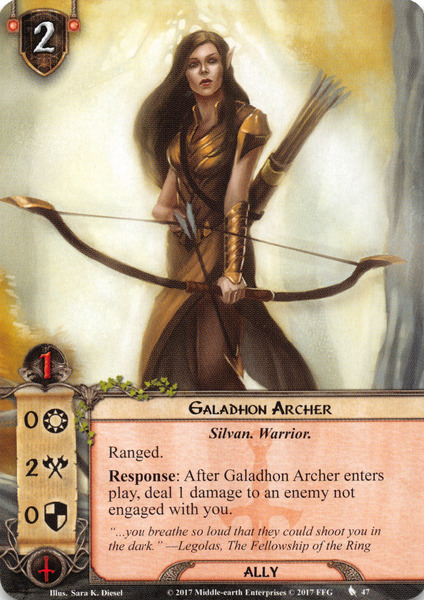 2
1
0
2
0
Galadhon Archer
Silvan. Warrior.
Ranged.
Response: After Galadhon Archer enters
play, deal 1 damage to an enemy not
engaged with you.
“...you breathe so loud that they could shoot you in
the dark.” —Legolas, The Fellowship of the Ring
ALLY
Illus. Sara K. Diesel
© 2017 Middle-earth Enterprises © 2017 FFG
47